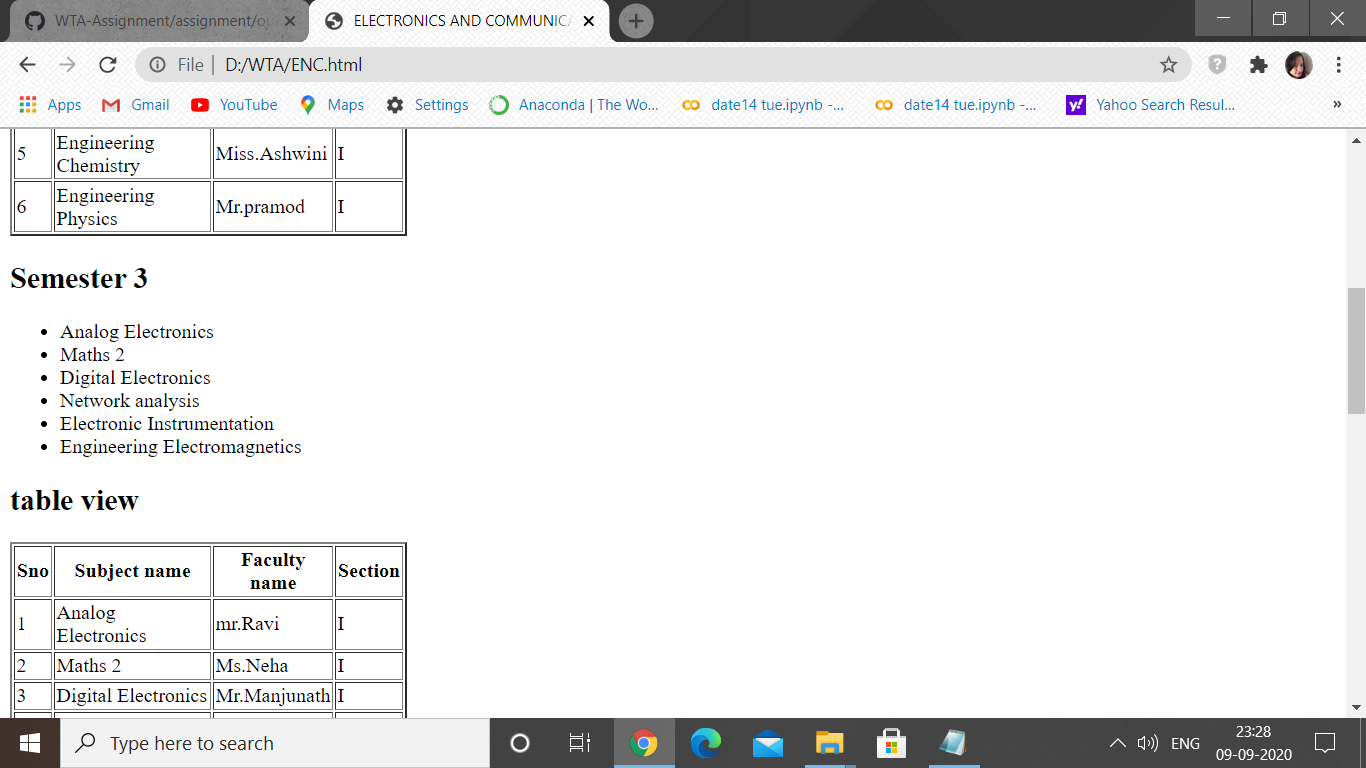 WTA-Assignment/assignment/ou
ELECTRONICS AND COMMUNICA
File | D:/WTA/ENC.html
Apps Gmail YouTube Maps Settings Anaconda | The Wo... date14 tue.ipynb -... date14 tue.ipynb -... Yahoo Search Resul... »
5 Engineering Chemistry Miss.Ashwini I
6 Engineering Physics Mr.pramod I
Semester 3
• Analog Electronics
• Maths 2
• Digital Electronics
• Network analysis
• Electronic Instrumentation
• Engineering Electromagnetics
table view
Sno Subject name Faculty name Section
1 Analog Electronics mr.Ravi I
2 Maths 2 Ms.Neha I
3 Digital Electronics Mr.Manjunath I
Type here to search
ENG
23:28
09-09-2020